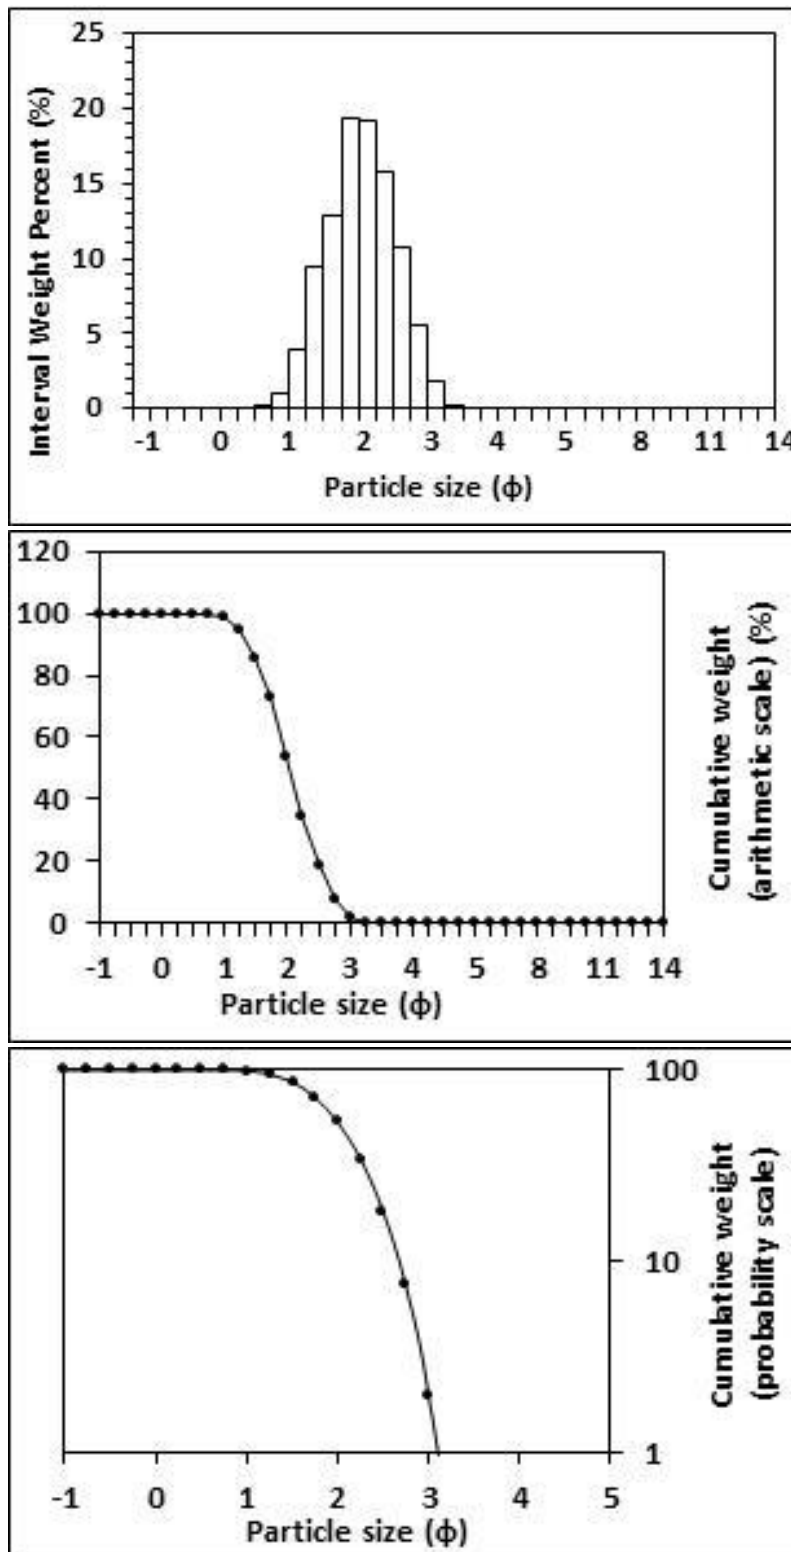 Interval Weight Percent (%)
25
20
15
10
5
0
-1 0 1 2 3 4 5 8 11 14
Particle size (ϕ)
120
100
80
60
40
20
0
-1 0 1 2 3 4 5 8 11 14
Particle size (ϕ)
Cumulative weight
(arithmetic scale) (%)
100
10
1
-1 0 1 2 3 4 5
Particle size (ϕ)
Cumulative weight
(probability scale)